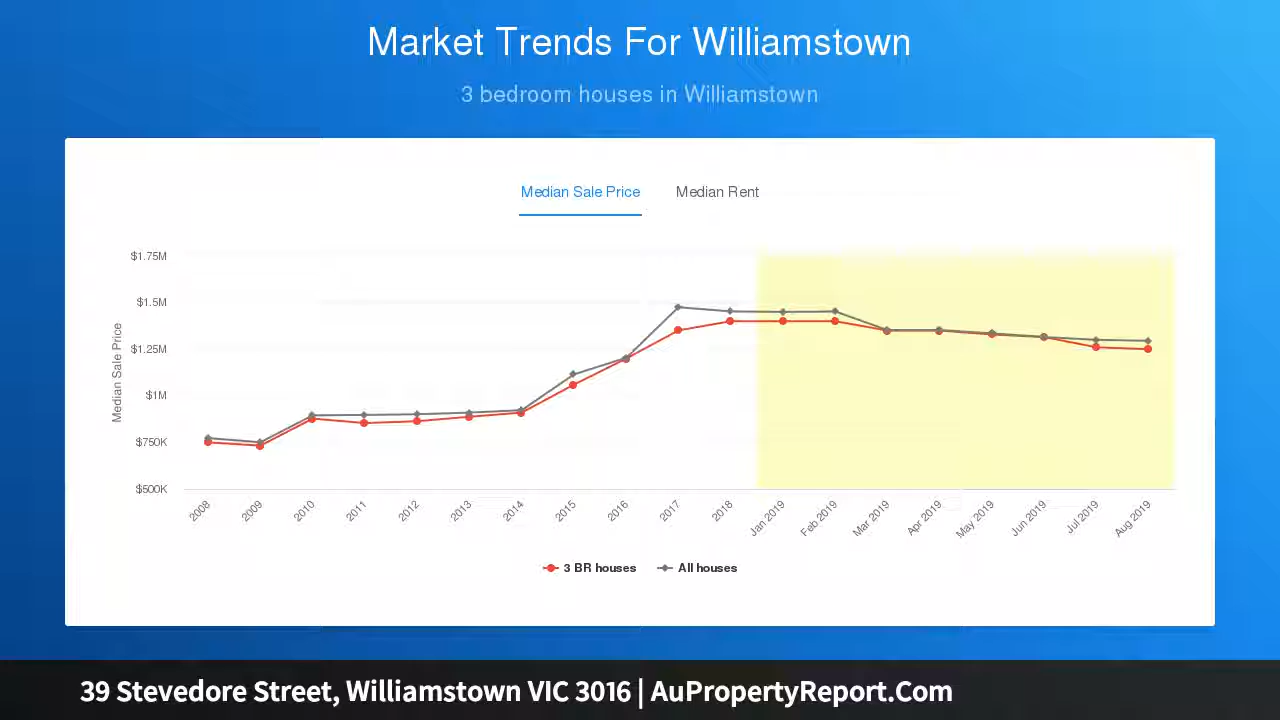 Market Trends For Williamstown
3 bedroom houses in Williamstown
Median Sale Price Median Rent
$1.75M
$1.5M
$1.25M
$1M
$750K
$500K
Median Sale Price
2008 2009 2010 2011 2012 2013 2014 2015 2016 2017 2018 Jan 2019 Feb 2019 Mar 2019 Apr 2019 May 2019 Jun 2019 Jul 2019 Aug 2019
3 BR houses All houses
39 Stevedore Street, Williamstown VIC 3016 | AuPropertyReport.Com